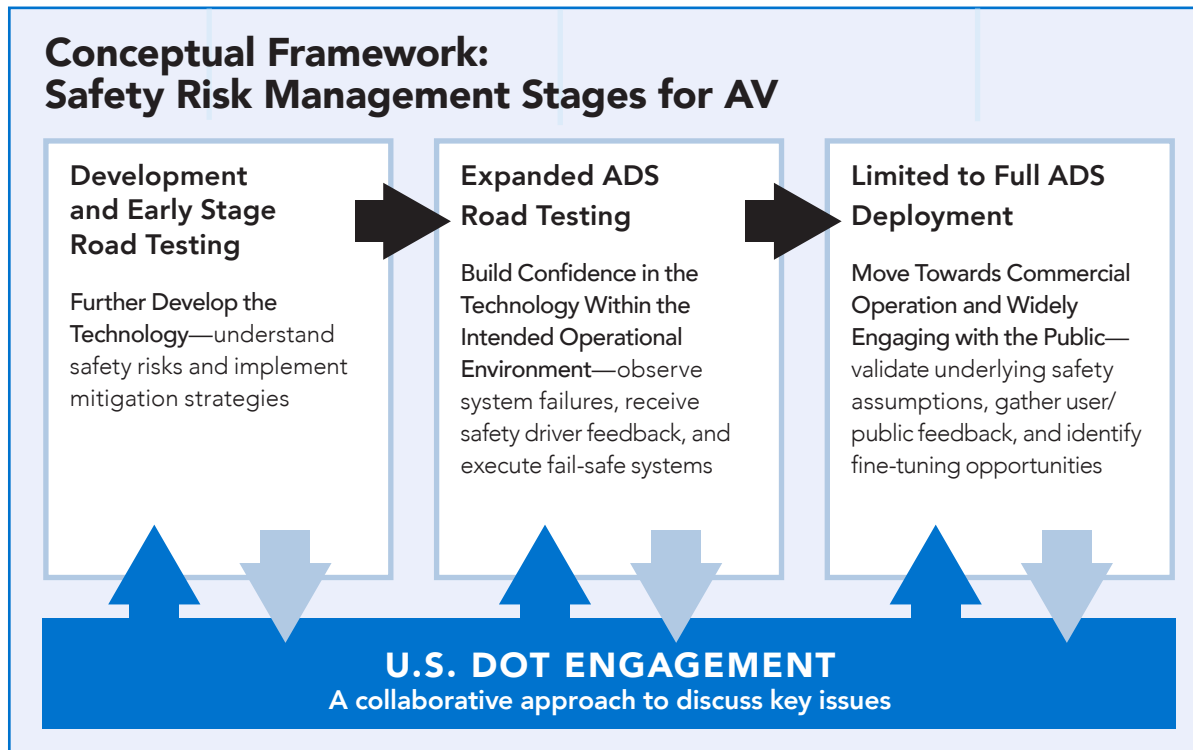 Conceptual Framework:
Safety Risk Management Stages for AV
Development
and Early Stage
Road Testing
Further Develop the
Technology—understand
safety risks and implement
mitigation strategies
Expanded ADS
Road Testing
Build Confidence in the
Technology Within the
Intended Operational
Environment—observe
system failures, receive
safety driver feedback, and
execute fail-safe systems
Limited to Full ADS
Deployment
Move Towards Commercial
Operation and Widely
Engaging with the Public—
validate underlying safety
assumptions, gather user/
public feedback, and identify
fine-tuning opportunities
U.S. DOT ENGAGEMENT
A collaborative approach to discuss key issues